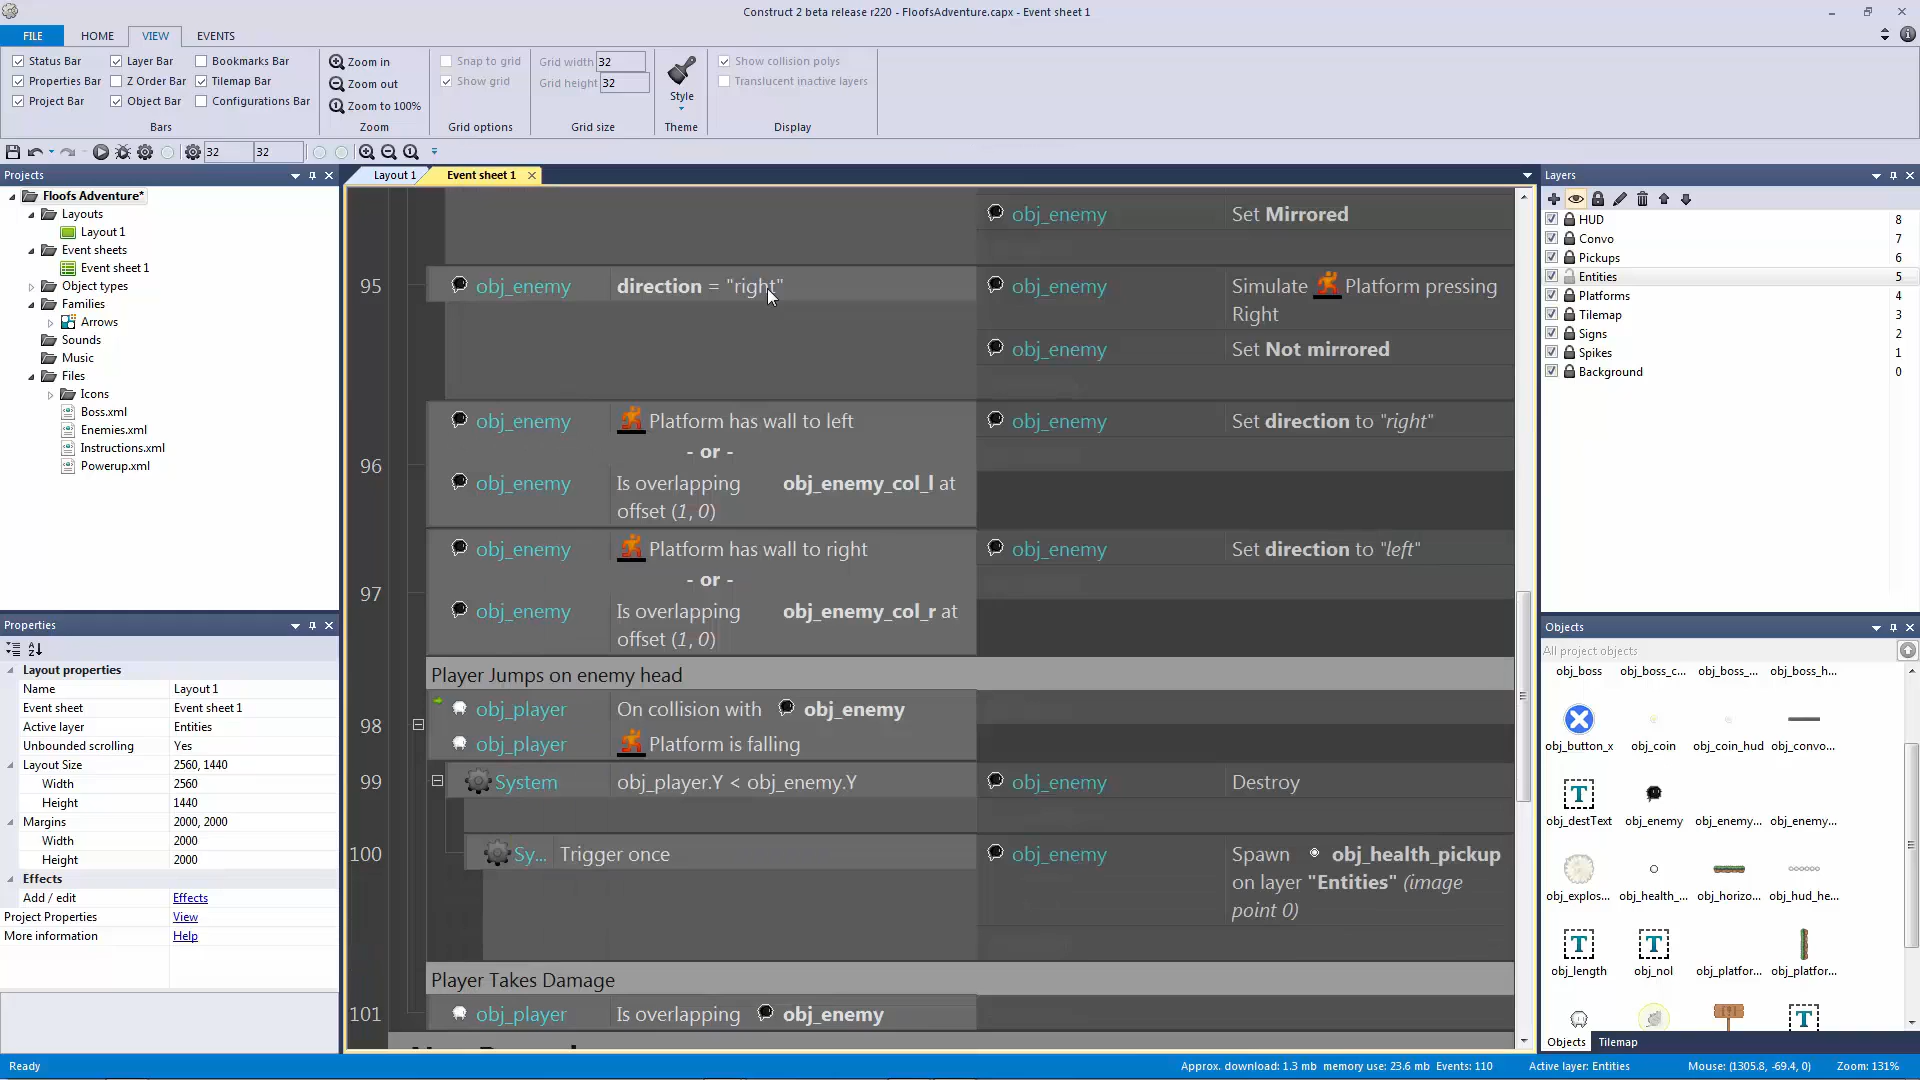 Construct 2 beta release r220 - FloofsAdventure.capx - Event sheet 1
FILE HOME VIEW EVENTS
Status Bar Layer Bar Bookmarks Bar
Properties Bar Z Order Bar Tilemap Bar
Project Bar Object Bar Configurations Bar
Bars
Zoom in
Zoom out
Zoom to 100%
Zoom
Snap to grid
Show grid
Grid options
Grid width 32
Grid height 32
Grid size
Style
Theme
Show collision polys
Translucent inactive layers
Display
32 32
Projects
Floofs Adventure*
Layouts
Layout 1
Event sheets
Event sheet 1
Object types
Families
Arrows
Sounds
Music
Files
Icons
Boss.xml
Enemies.xml
Instructions.xml
Powerup.xml
Properties
Layout properties
Name Layout 1
Event sheet Event sheet 1
Active layer Entities
Unbounded scrolling Yes
Layout Size 2560, 1440
Width 2560
Height 1440
Margins 2000, 2000
Width 2000
Height 2000
Effects
Add / edit Effects
Project Properties View
More information Help
Layout 1 Event sheet 1
obj_enemy Set Mirrored
95 obj_enemy direction = "right" obj_enemy Simulate Platform pressing
Right
obj_enemy Set Not mirrored
96 obj_enemy Platform has wall to left obj_enemy Set direction to "right"
- or -
obj_enemy Is overlapping obj_enemy_col_l at
offset (1, 0)
97 obj_enemy Platform has wall to right obj_enemy Set direction to "left"
- or -
obj_enemy Is overlapping obj_enemy_col_r at
offset (1, 0)
Player Jumps on enemy head
98 obj_player On collision with obj_enemy
obj_player Platform is falling
99 System obj_player.Y < obj_enemy.Y obj_enemy Destroy
100 Sy... Trigger once obj_enemy Spawn obj_health_pickup
on layer "Entities" (image
point 0)
Player Takes Damage
101 obj_player Is overlapping obj_enemy
Layers
HUD 8
Convo 7
Pickups 6
Entities 5
Platforms 4
Tilemap 3
Signs 2
Spikes 1
Background 0
Objects
All project objects
obj_boss obj_boss_c... obj_boss_... obj_boss_h...
obj_button_x obj_coin obj_coin_hud obj_convo...
obj_destText obj_enemy obj_enemy... obj_enemy...
obj_explos... obj_health_... obj_horizo... obj_hud_he...
obj_length obj_nol obj_platfor... obj_platfor...
Objects Tilemap
Ready Approx. download: 1.3 mb memory use: 23.6 mb Events: 110 Active layer: Entities Mouse: (1305.8, -69.4, 0) Zoom: 131%